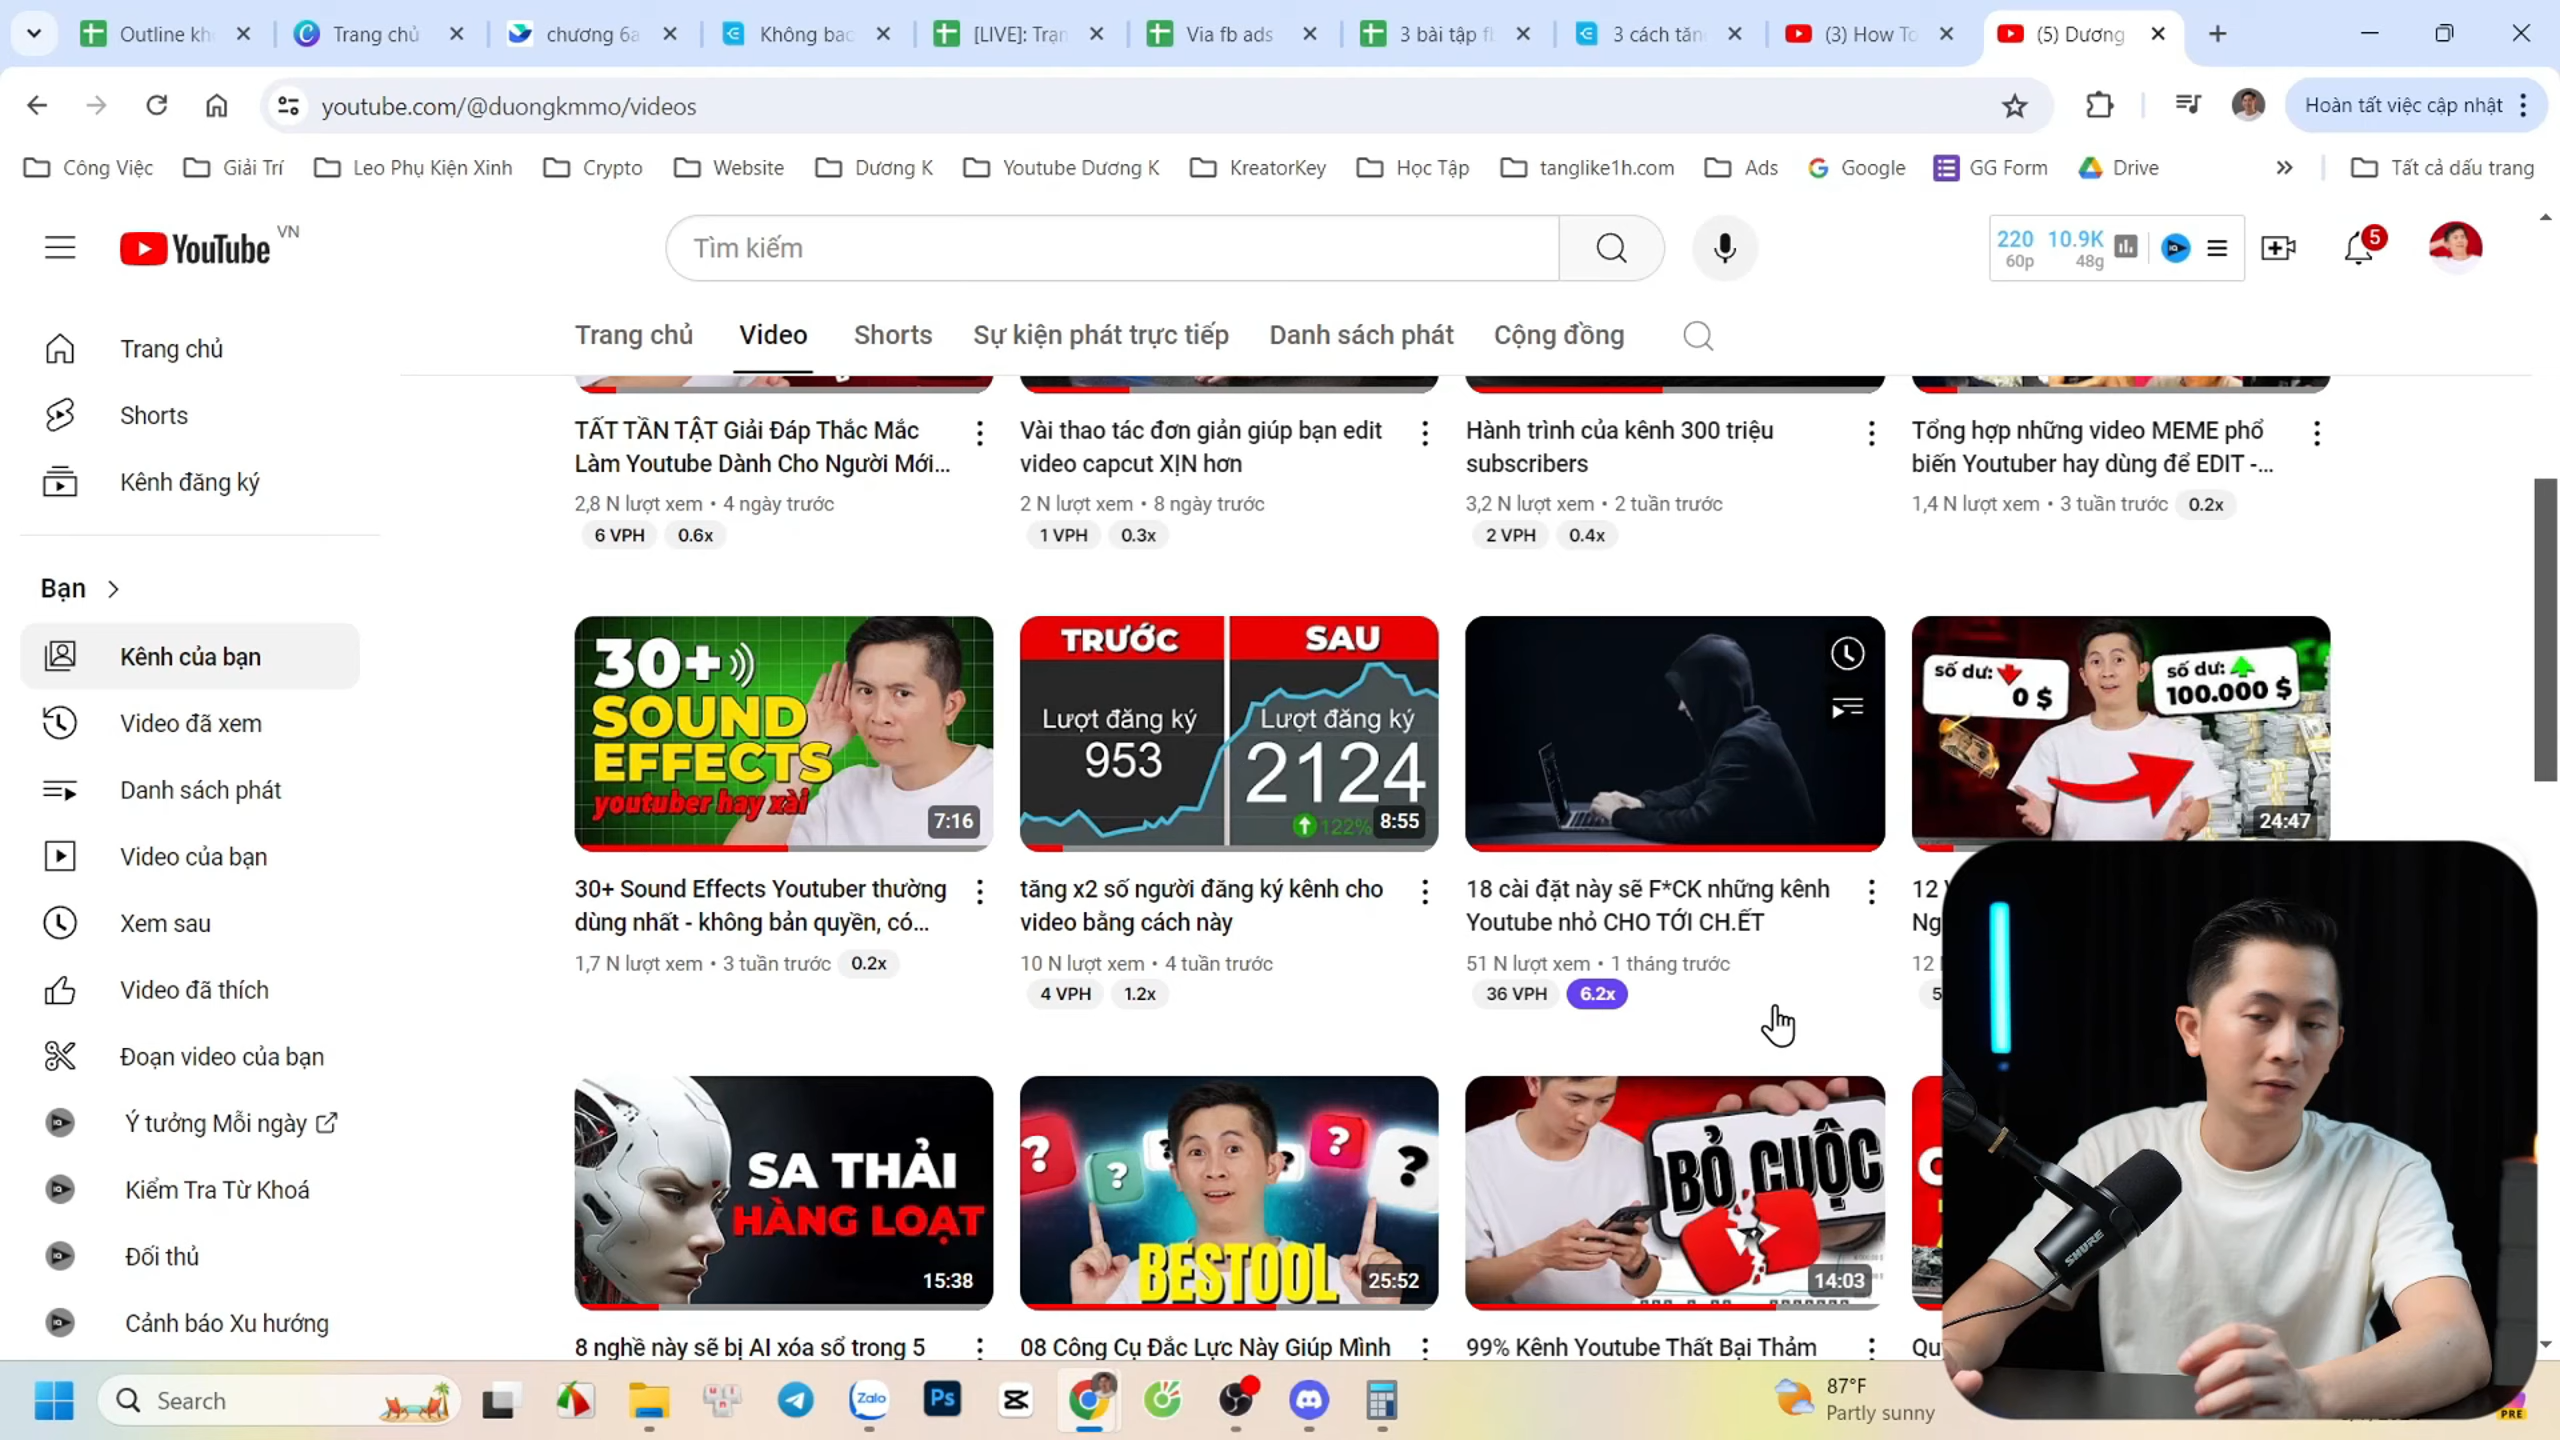 Outline kh
Trang chủ
chương 6a
Không bac
[LIVE]: Trạn
Via fb ads
3 bài tập f
3 cách tăn
(3) How To
(5) Dương
youtube.com/@duongkmmo/videos
Hoàn tất việc cập nhật
Công Việc
Giải Trí
Leo Phụ Kiện Xinh
Crypto
Website
Dương K
Youtube Dương K
KreatorKey
Học Tập
tanglike1h.com
Ads
Google
GG Form
Drive
Tất cả dấu trang
YouTube VN
Tìm kiếm
220 10.9K
60p 48g
5
Trang chủ
Shorts
Kênh đăng ký
Bạn
Kênh của bạn
Video đã xem
Danh sách phát
Video của bạn
Xem sau
Video đã thích
Đoạn video của bạn
Ý tưởng Mỗi ngày
Kiểm Tra Từ Khoá
Đối thủ
Cảnh báo Xu hướng
Trang chủ
Video
Shorts
Sự kiện phát trực tiếp
Danh sách phát
Cộng đồng
TẤT TẦN TẬT Giải Đáp Thắc Mắc
Làm Youtube Dành Cho Người Mới...
2,8 N lượt xem • 4 ngày trước
6 VPH 0.6x
Vài thao tác đơn giản giúp bạn edit
video capcut XỊN hơn
2 N lượt xem • 8 ngày trước
1 VPH 0.3x
Hành trình của kênh 300 triệu
subscribers
3,2 N lượt xem • 2 tuần trước
2 VPH 0.4x
Tổng hợp những video MEME phổ
biến Youtuber hay dùng để EDIT -...
1,4 N lượt xem • 3 tuần trước 0.2x
30+
SOUND
EFFECTS
youtuber hay xài
7:16
30+ Sound Effects Youtuber thường
dùng nhất - không bản quyền, có...
1,7 N lượt xem • 3 tuần trước 0.2x
TRƯỚC
SAU
Lượt đăng ký
953
Lượt đăng ký
2124
122%
8:55
tăng x2 số người đăng ký kênh cho
video bằng cách này
10 N lượt xem • 4 tuần trước
4 VPH 1.2x
18 cài đặt này sẽ F*CK những kênh
Youtube nhỏ CHO TỚI CH.ẾT
51 N lượt xem • 1 tháng trước
36 VPH 6.2x
số dư:
0 $
số dư:
100.000 $
24:47
12
Ng
12
5
SA THẢI
HÀNG LOẠT
15:38
8 nghề này sẽ bị AI xóa sổ trong 5
? ? ? ?
BESTOOL
25:52
08 Công Cụ Đắc Lực Này Giúp Mình
BỎ CUỘC
14:03
99% Kênh Youtube Thất Bại Thảm
Qu
SHURE
Search
Zalo
Ps
87°F
Partly sunny
PRE